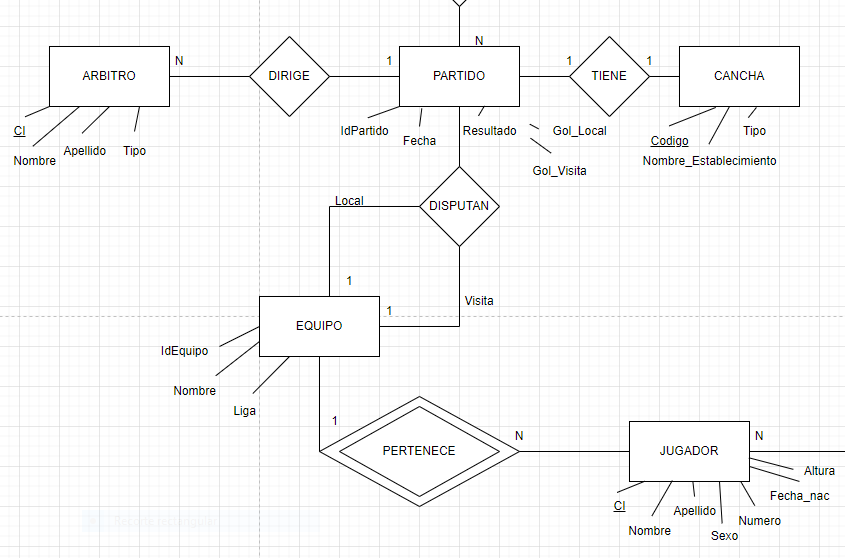 N
N
1
1
1
ARBITRO
DIRIGE
PARTIDO
TIENE
CANCHA
CI
Nombre
Apellido
Tipo
IdPartido
Fecha
Resultado
Gol_Local
Gol_Visita
Codigo
Tipo
Nombre_Establecimiento
Local
DISPUTAN
1
1
Visita
EQUIPO
IdEquipo
Nombre
Liga
1
PERTENECE
N
JUGADOR
N
CI
Nombre
Apellido
Sexo
Numero
Fecha_nac
Altura